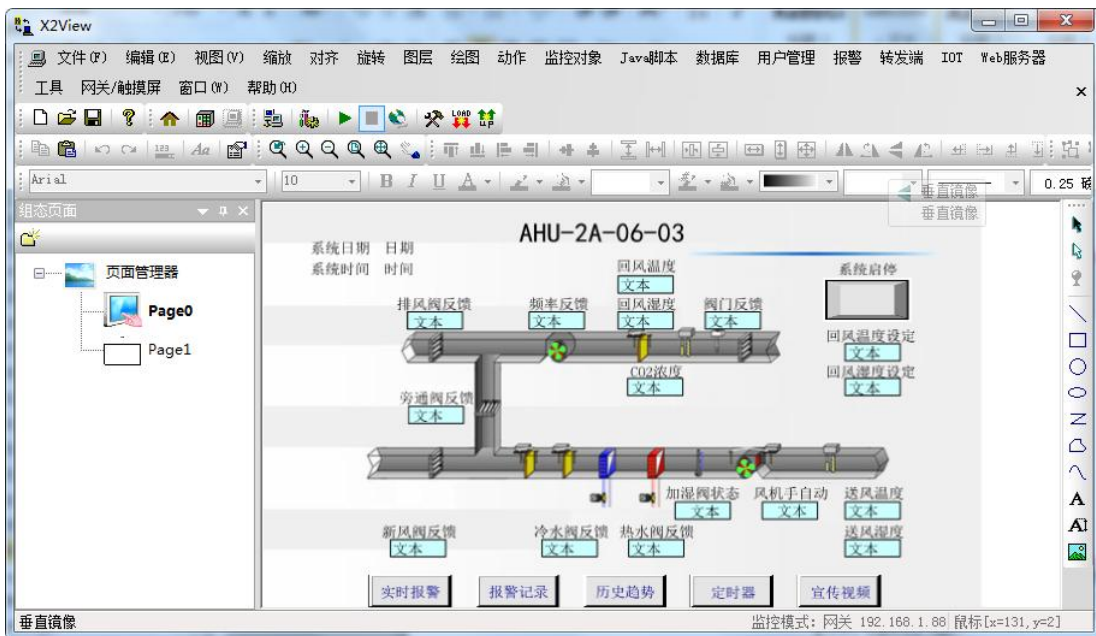 X2View
文件(F) 编辑(E) 视图(V) 缩放 对齐 旋转 图层 绘图 动作 监控对象 Java脚本 数据库 用户管理 报警 转发端 IOT Web服务器
工具 网关/触摸屏 窗口(W) 帮助(H)
LOAD UP
Arial 10 0.25 磅
垂直镜像
垂直镜像
组态页面
页面管理器
Page0
Page1
AHU-2A-06-03
系统日期 日期
系统时间 时间
回风温度
文本
系统启停
排风阀反馈 频率反馈 回风湿度 阀门反馈
文本 文本 文本 文本
回风温度设定
文本
CO2浓度
文本
回风湿度设定
文本
旁通阀反馈
文本
加湿阀状态 风机手自动 送风温度
文本 文本 文本
新风阀反馈 冷水阀反馈 热水阀反馈 送风湿度
文本 文本 文本 文本
实时报警 报警记录 历史趋势 定时器 宣传视频
垂直镜像
监控模式: 网关 192.168.1.88 鼠标[x=131,y=2]